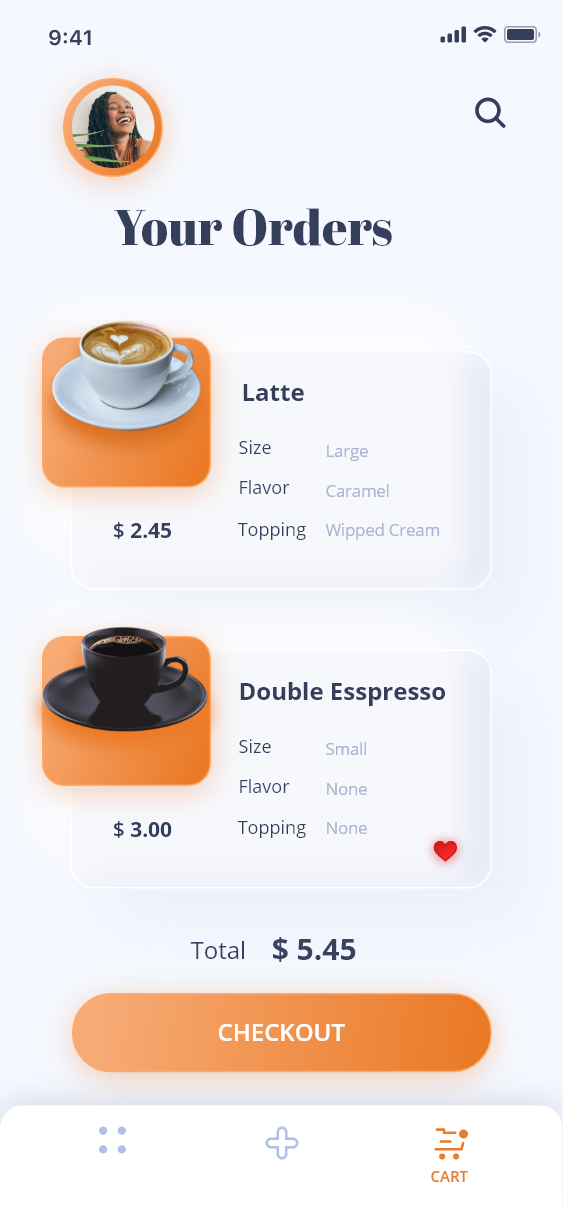 9:41
Your Orders
Latte
Size Large
Flavor Caramel
$ 2.45 Topping Wipped Cream
Double Esspresso
Size Small
Flavor None
$ 3.00 Topping None
Total $ 5.45
CHECKOUT
CART